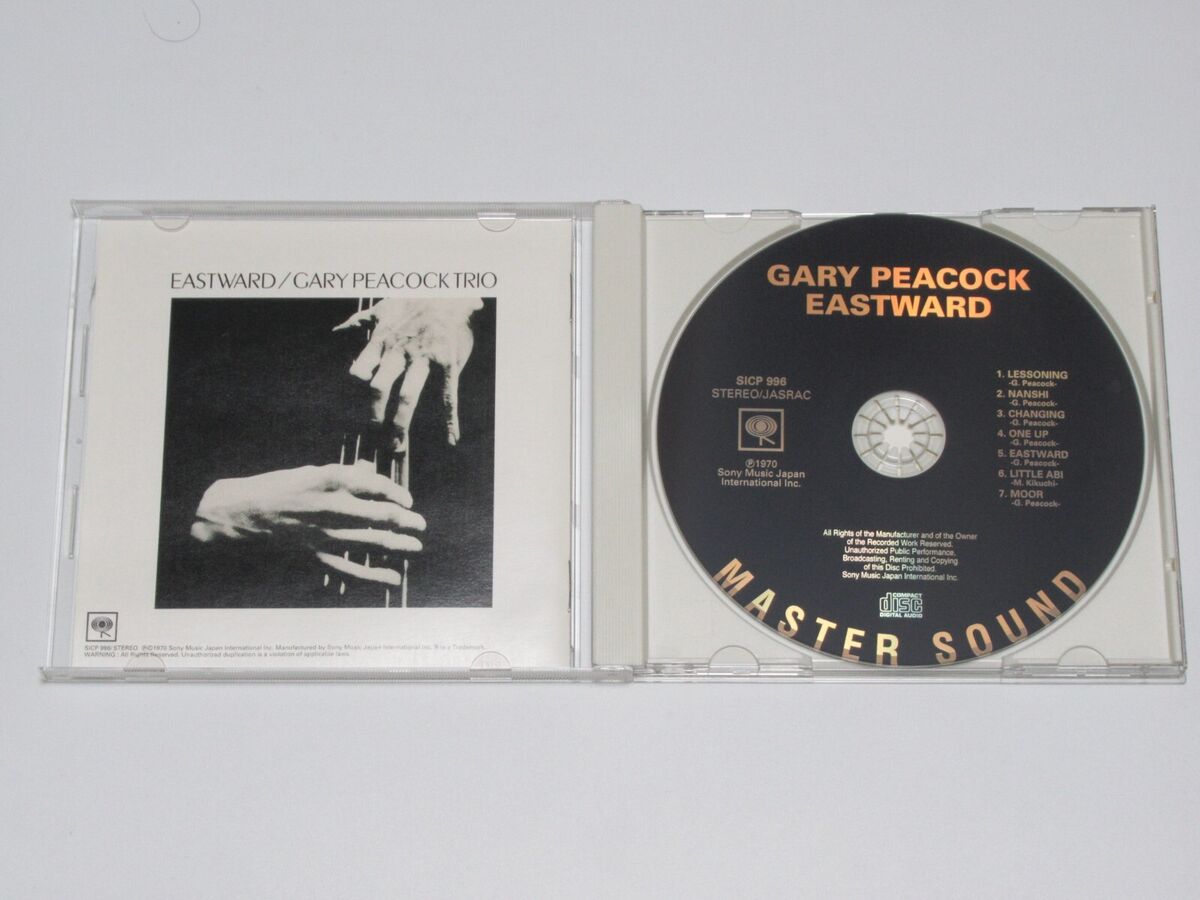 EASTWARD/GARY PEACOCK TRIO
SICP 996/STEREO ℗©1970 Sony Music Japan International Inc. Manufactured by Sony Music Japan International Inc. is a Trademark.
WARNING : All Rights Reserved. Unauthorized duplication is a violation of applicable laws.
GARY PEACOCK
EASTWARD
SICP 996
STEREO/JASRAC
℗1970
Sony Music Japan
International Inc.
1. LESSONING
-G. Peacock-
2. NANSHI
-G. Peacock-
3. CHANGING
-G. Peacock-
4. ONE UP
-G. Peacock-
5. EASTWARD
-G. Peacock-
6. LITTLE ABI
-M. Kikuchi-
7. MOOR
-G. Peacock-
All Rights of the Manufacturer and of the Owner
of the Recorded Work Reserved.
Unauthorized Public Performance,
Broadcasting, Renting and Copying
of this Disc Prohibited.
Sony Music Japan International Inc.
COMPACT
disc
DIGITAL AUDIO
MASTER SOUND